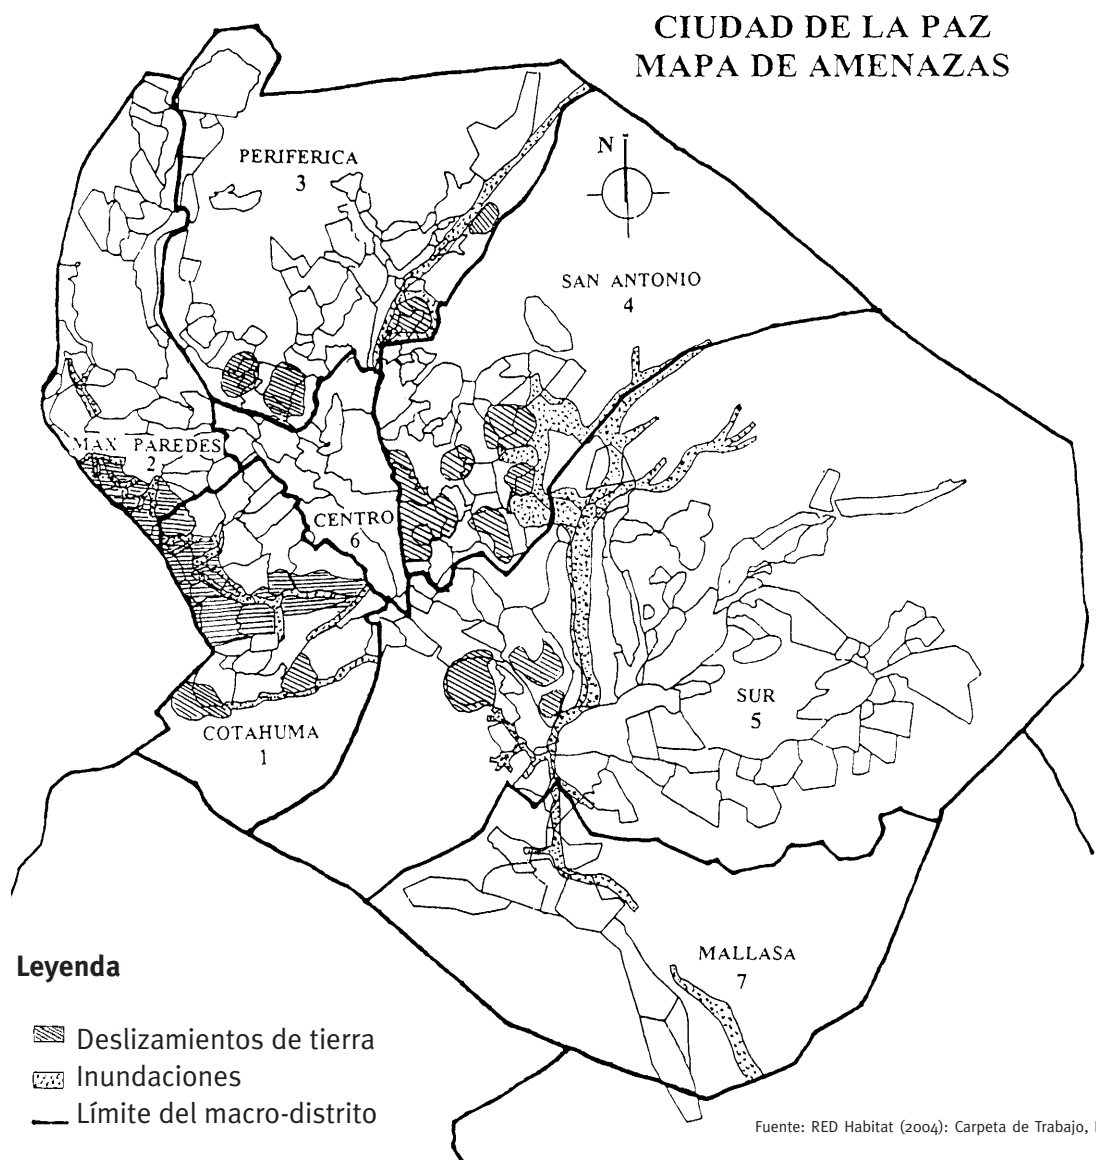 CIUDAD DE LA PAZ
MAPA DE AMENAZAS
N
PERIFERICA
3
SAN ANTONIO
4
MAX PAREDES
2
CENTRO
6
SUR
5
COTAHUMA
1
MALLASA
7
Leyenda
Deslizamientos de tierra
Inundaciones
Límite del macro-distrito
Fuente: RED Habitat (2004): Carpeta de Trabajo,